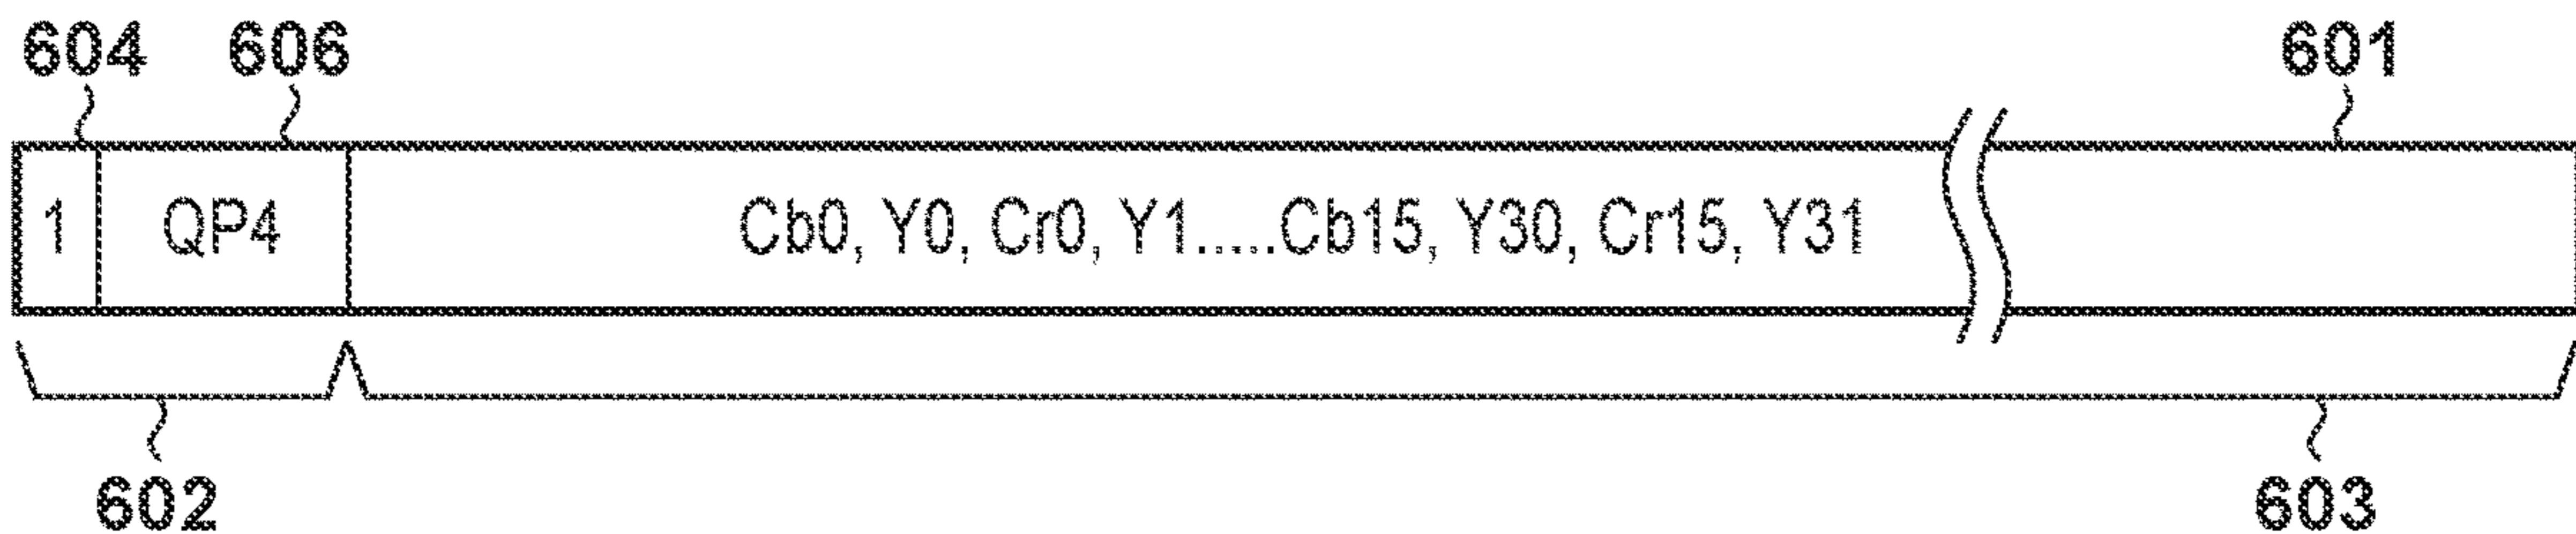 604 606 601
1 QP4 Cb0, Y0, Cr0, Y1.....Cb15, Y30, Cr15, Y31
602 603